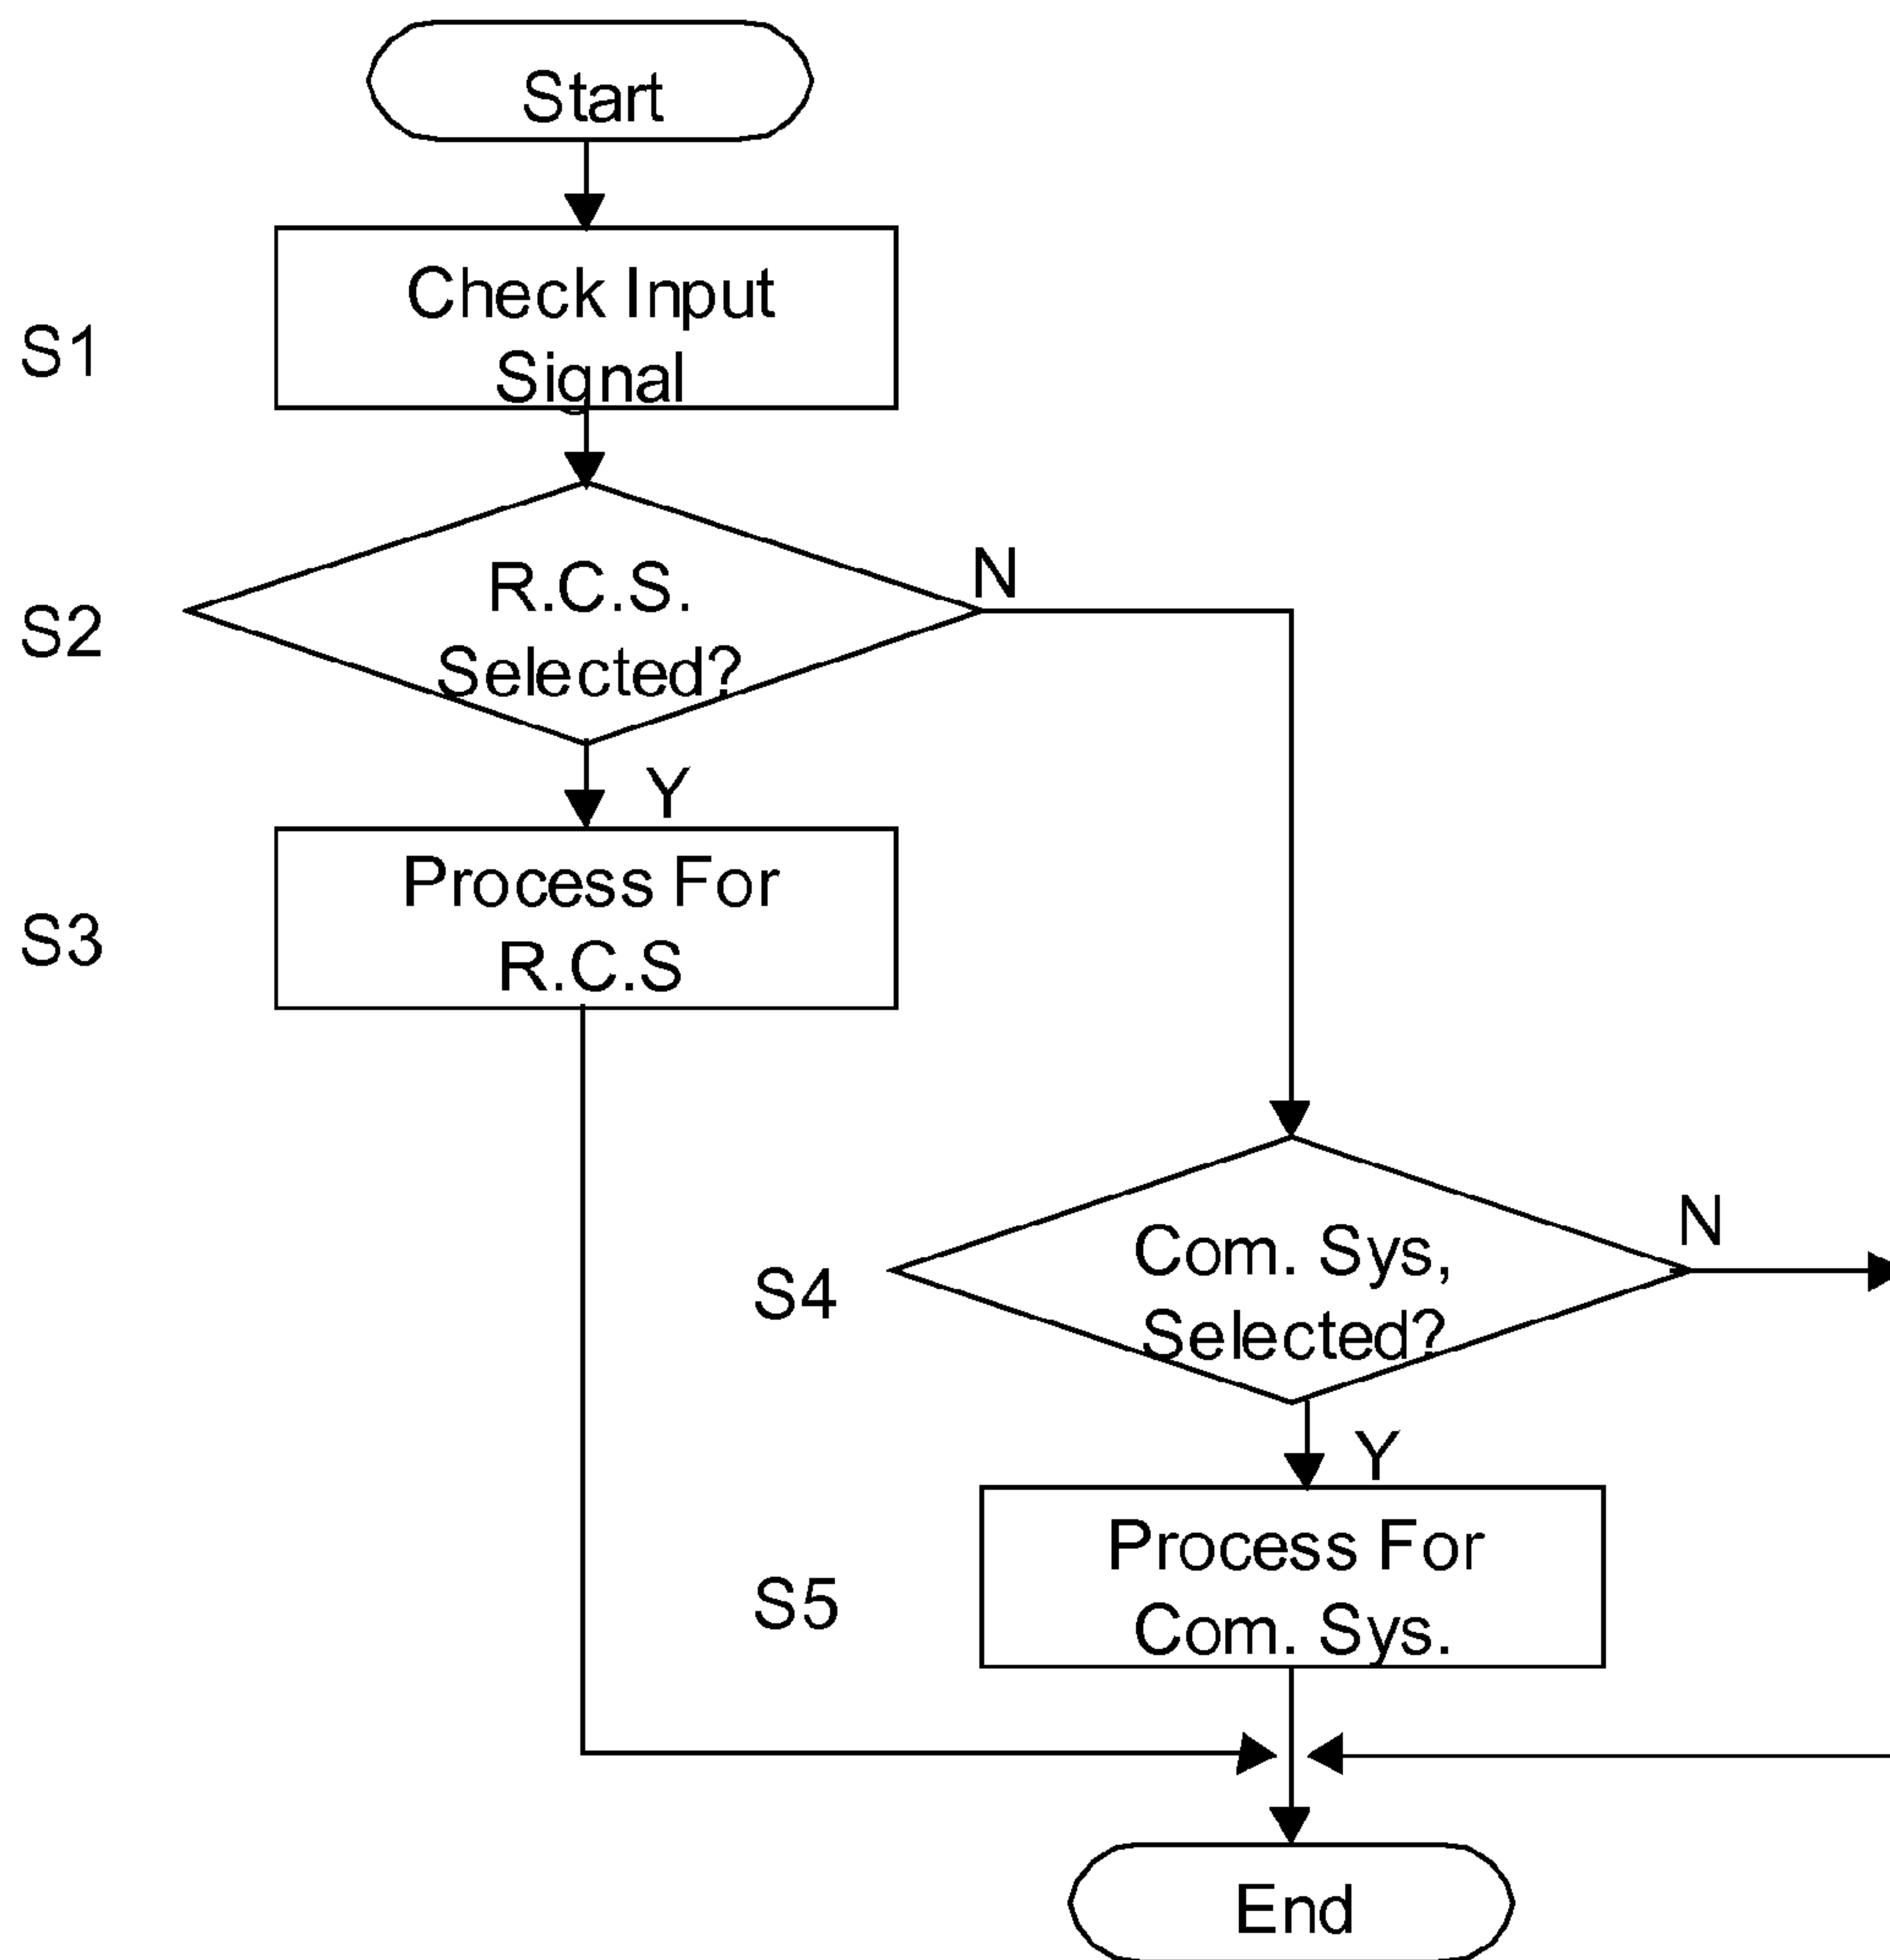 Start
S1
Check Input
Signal
S2
R.C.S.
Selected?
N
Y
S3
Process For
R.C.S
S4
Com. Sys,
Selected?
N
Y
S5
Process For
Com. Sys.
End